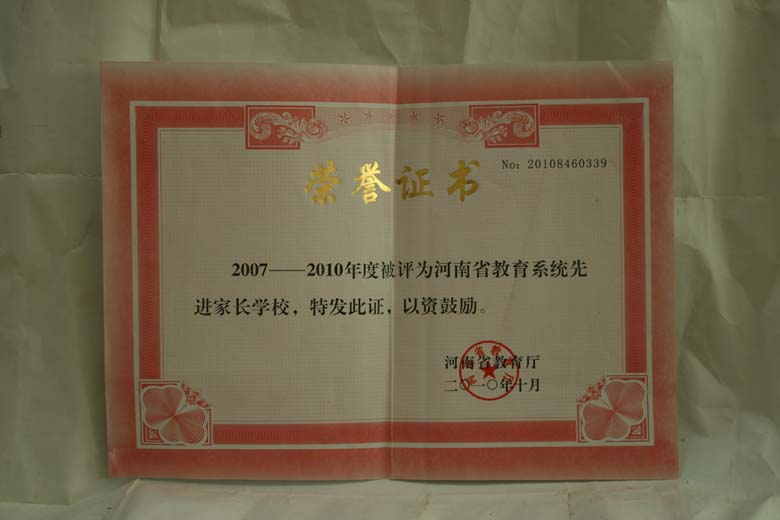 No: 20108460339
荣誉证书
2007——2010年度被评为河南省教育系统先
进家长学校，特发此证，以资鼓励。
河南省教育厅
二〇一〇年十月